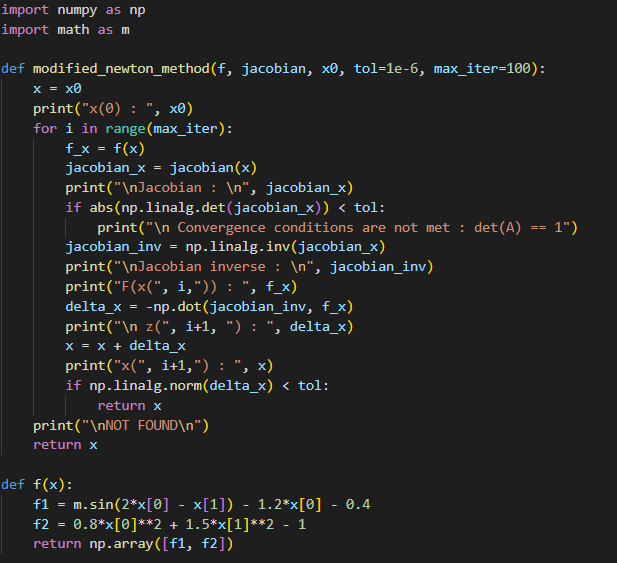 import numpy as np
import math as m

def modified_newton_method(f, jacobian, x0, tol=1e-6, max_iter=100):
    x = x0
    print("x(0) : ", x0)
    for i in range(max_iter):
        f_x = f(x)
        jacobian_x = jacobian(x)
        print("\nJacobian : \n", jacobian_x)
        if abs(np.linalg.det(jacobian_x)) < tol:
            print("\n Convergence conditions are not met : det(A) == 1")
        jacobian_inv = np.linalg.inv(jacobian_x)
        print("\nJacobian inverse : \n", jacobian_inv)
        print("F(x(", i,")) : ", f_x)
        delta_x = -np.dot(jacobian_inv, f_x)
        print("\n z(", i+1, ") : ", delta_x)
        x = x + delta_x
        print("x(", i+1,") : ", x)
        if np.linalg.norm(delta_x) < tol:
            return x
    print("\nNOT FOUND\n")
    return x

def f(x):
    f1 = m.sin(2*x[0] - x[1]) - 1.2*x[0] - 0.4
    f2 = 0.8*x[0]**2 + 1.5*x[1]**2 - 1
    return np.array([f1, f2])